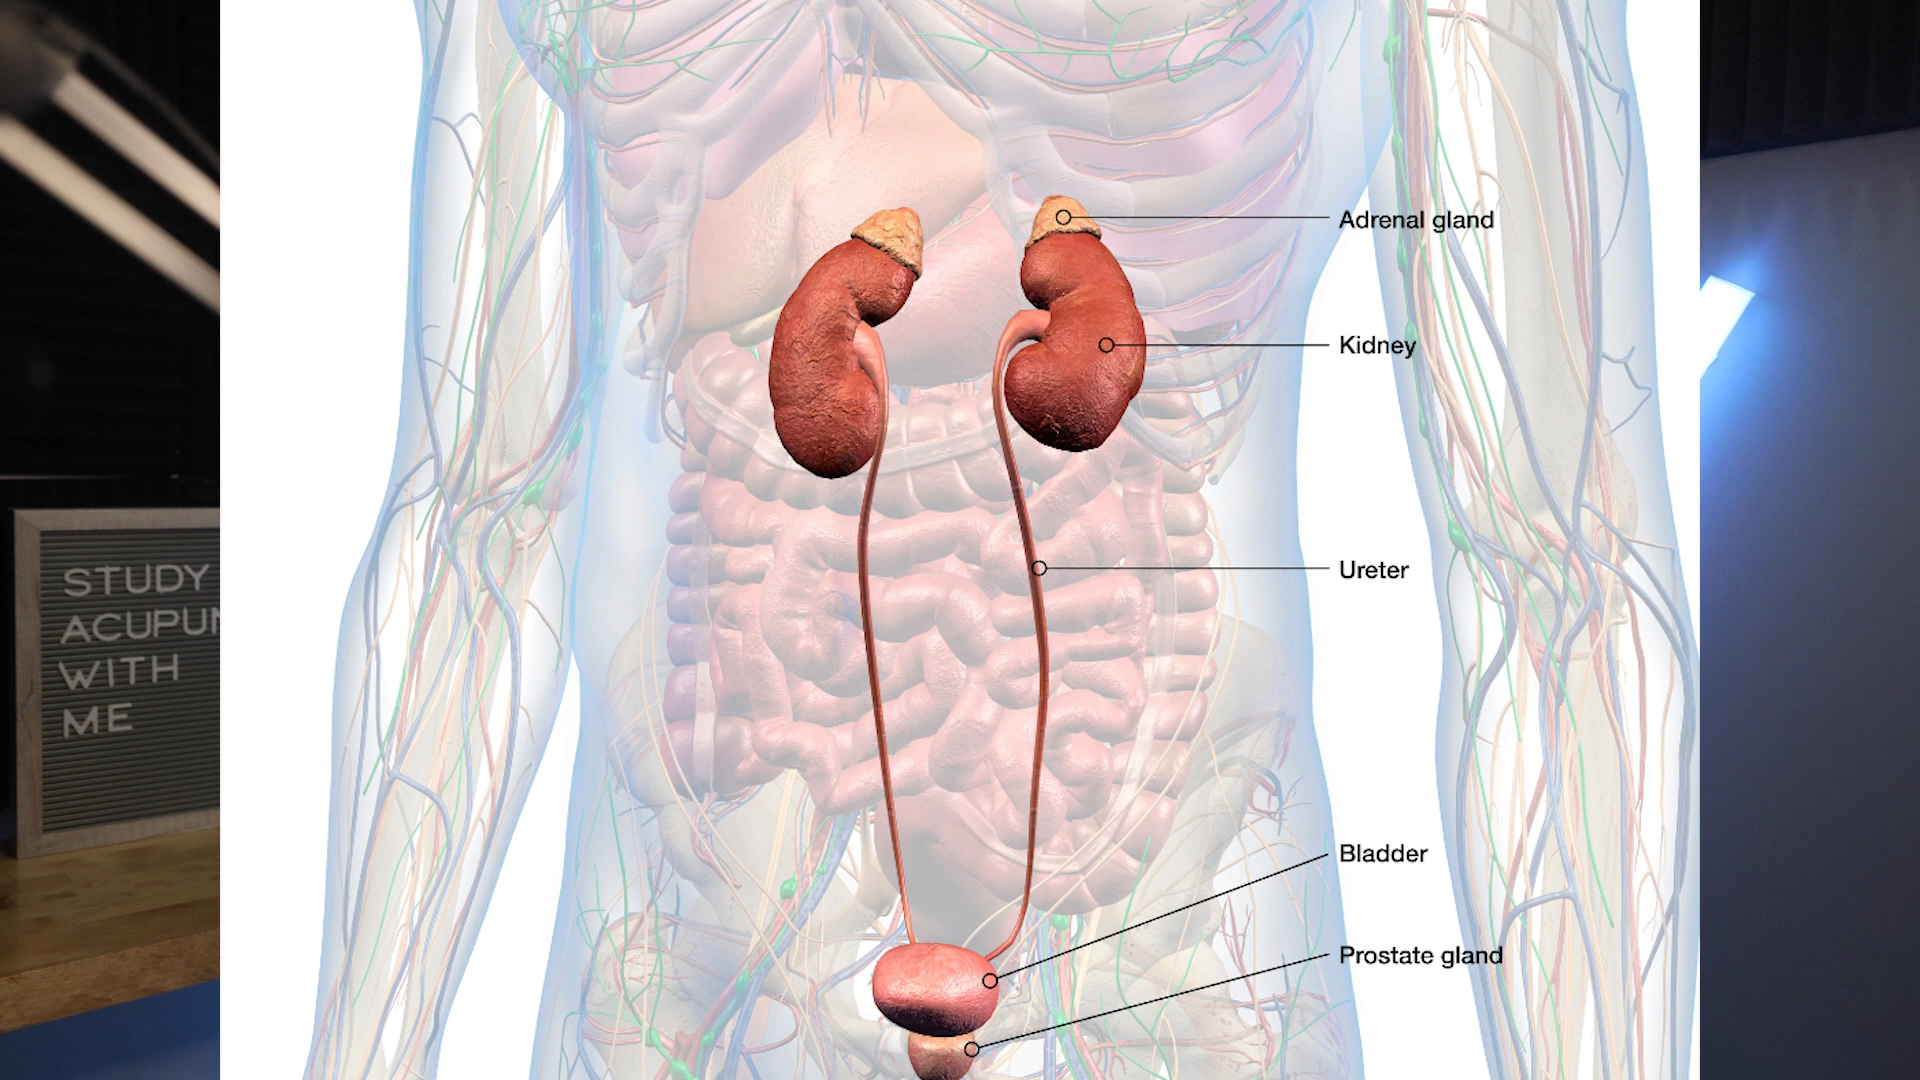 STUDY
WITH
ME
Adrenal gland
Kidney
Ureter
Bladder
Prostate gland